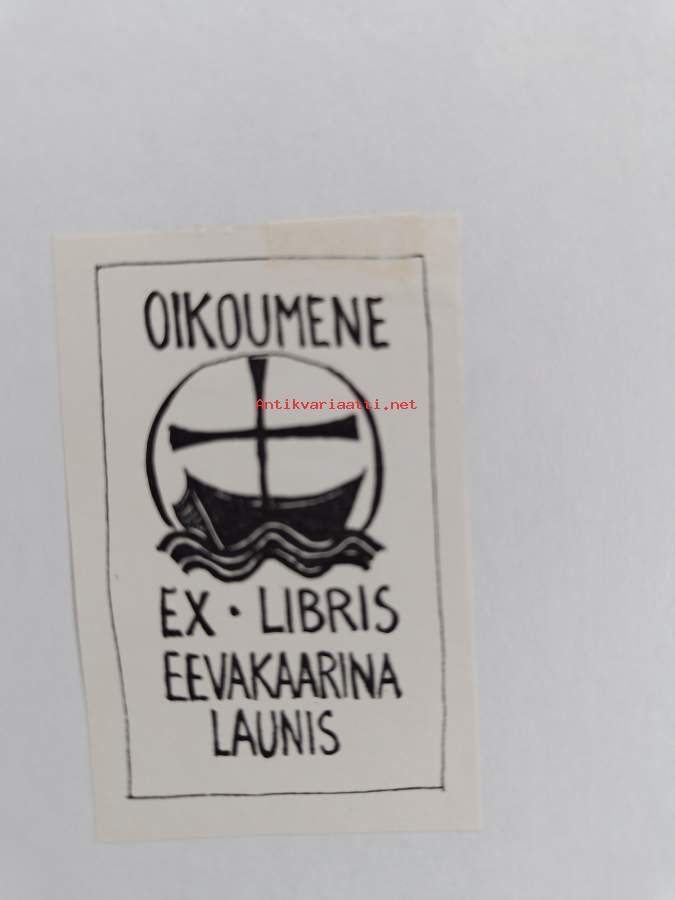 OIKOUMENE
Antikvariaatti.net
EX · LIBRIS
EEVAKAARINA
LAUNIS